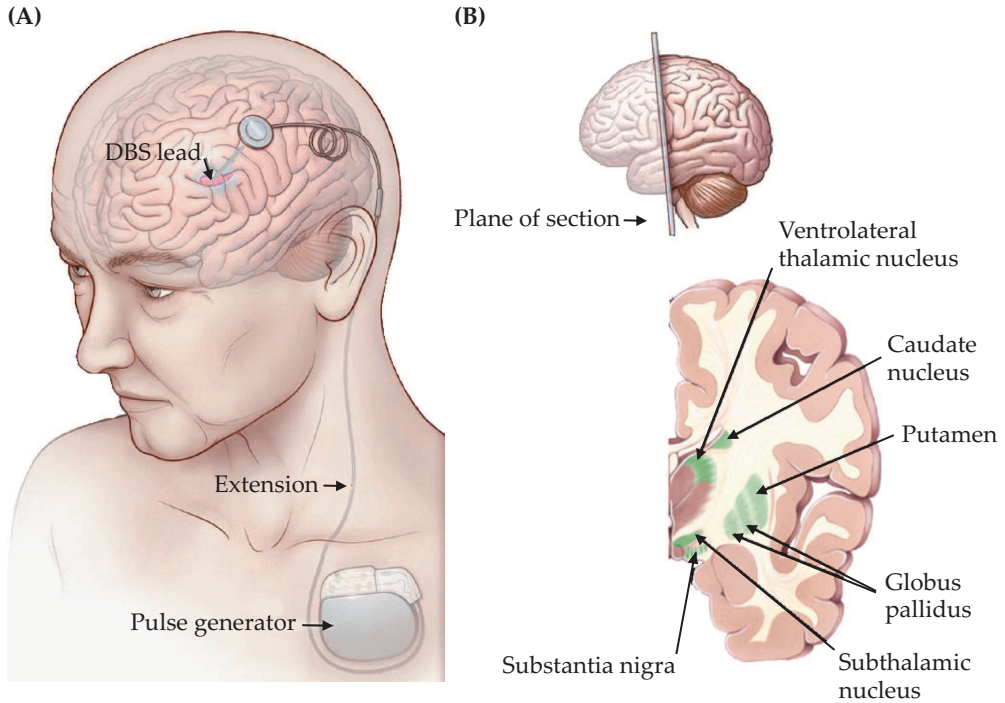 (A)
DBS lead
Extension
Pulse generator
(B)
Plane of section
Ventrolateral
thalamic nucleus
Caudate
nucleus
Putamen
Globus
pallidus
Subthalamic
nucleus
Substantia nigra